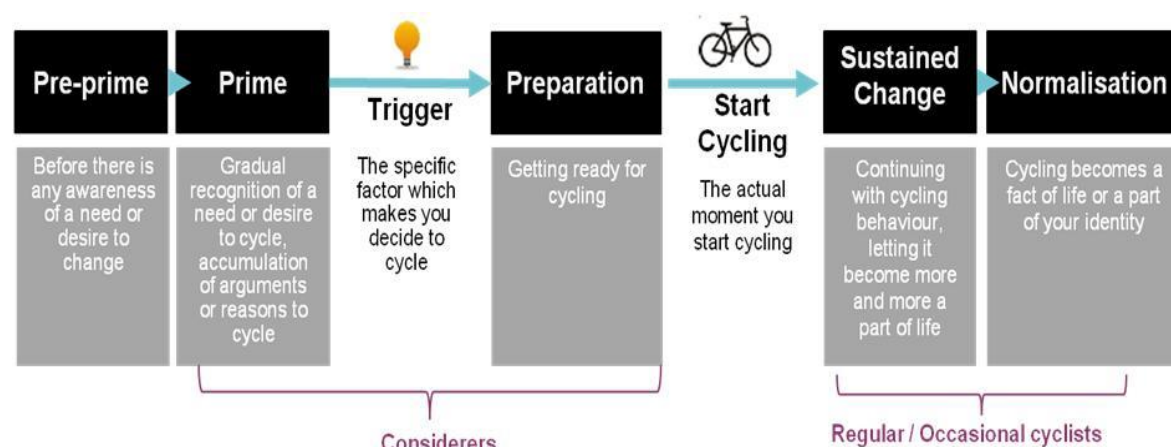 Pre-prime
Before there is
any awareness
of a need or
desire to
change
Prime
Gradual
recognition of a
need or desire
to cycle,
accumulation
of arguments
or reasons to
cycle
Trigger
The specific
factor which
makes you
decide to
cycle
Preparation
Getting ready for
cycling
Start
Cycling
The actual
moment you
start cycling
Sustained
Change
Continuing
with cycling
behaviour,
letting it
become more
and more a
part of life
Normalisation
Cycling becomes a
fact of life or a part
of your identity
Considerers
Regular / Occasional cyclists